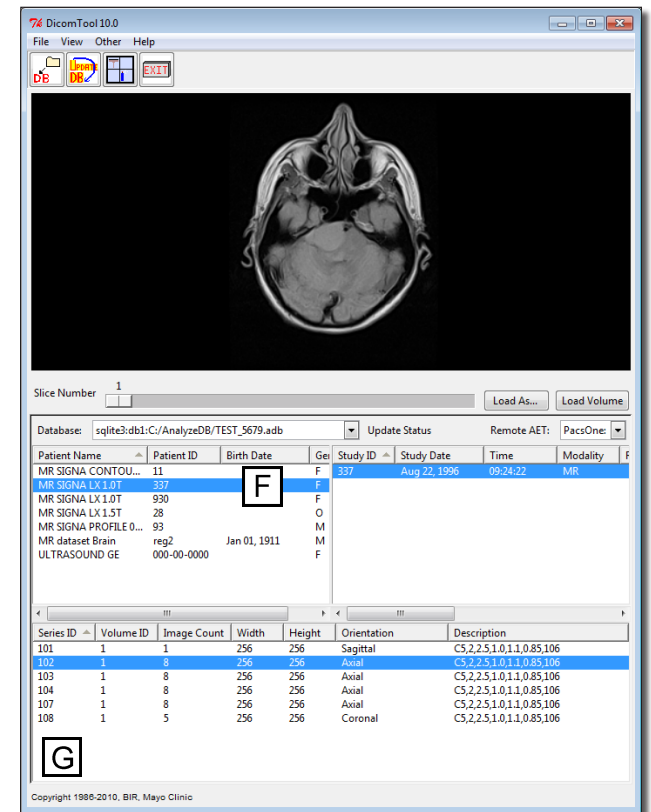 DicomTool 10.0
File View Other Help
DB UPDATE DB EXIT
Slice Number 1 Load As... Load Volume
Database: sqlite3:db1:C:/AnalyzeDB/TEST_5679.adb Update Status Remote AET: PacsOne:
Patient Name Patient ID Birth Date Ge Study ID Study Date Time Modality
MR SIGNA CONTOU... 11 F 337 Aug 22, 1996 09:24:22 MR
MR SIGNA LX 1.0T 337 F
F
MR SIGNA LX 1.0T 930 F
MR SIGNA LX 1.5T 28 O
MR SIGNA PROFILE 0... 93 M
MR dataset Brain reg2 Jan 01, 1911 M
ULTRASOUND GE 000-00-0000 F
Series ID Volume ID Image Count Width Height Orientation Description
101 1 1 256 256 Sagittal C5,2,2.5,1.0,1.1,0.85,106
102 1 8 256 256 Axial C5,2,2.5,1.0,1.1,0.85,106
103 1 8 256 256 Axial C5,2,2.5,1.0,1.1,0.85,106
104 1 8 256 256 Axial C5,2,2.5,1.0,1.1,0.85,106
107 1 8 256 256 Axial C5,2,2.5,1.0,1.1,0.85,106
108 1 5 256 256 Coronal C5,2,2.5,1.0,1.1,0.85,106
G
Copyright 1986-2010, BIR, Mayo Clinic